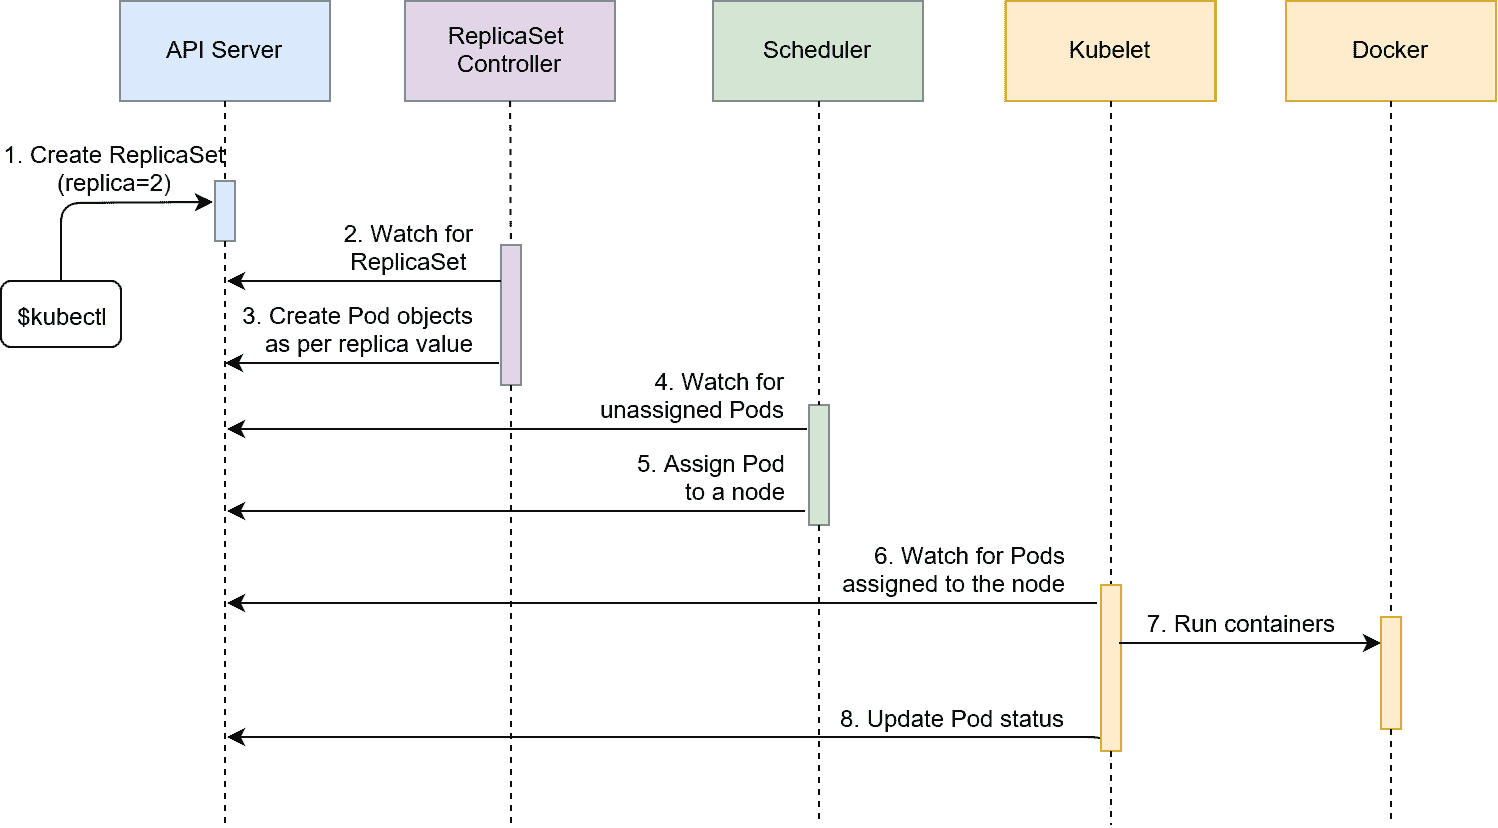 API Server
ReplicaSet
Controller
Scheduler
Kubelet
Docker
1. Create ReplicaSet
(replica=2)
$kubectl
2. Watch for
ReplicaSet
3. Create Pod objects
as per replica value
4. Watch for
unassigned Pods
5. Assign Pod
to a node
6. Watch for Pods
assigned to the node
7. Run containers
8. Update Pod status